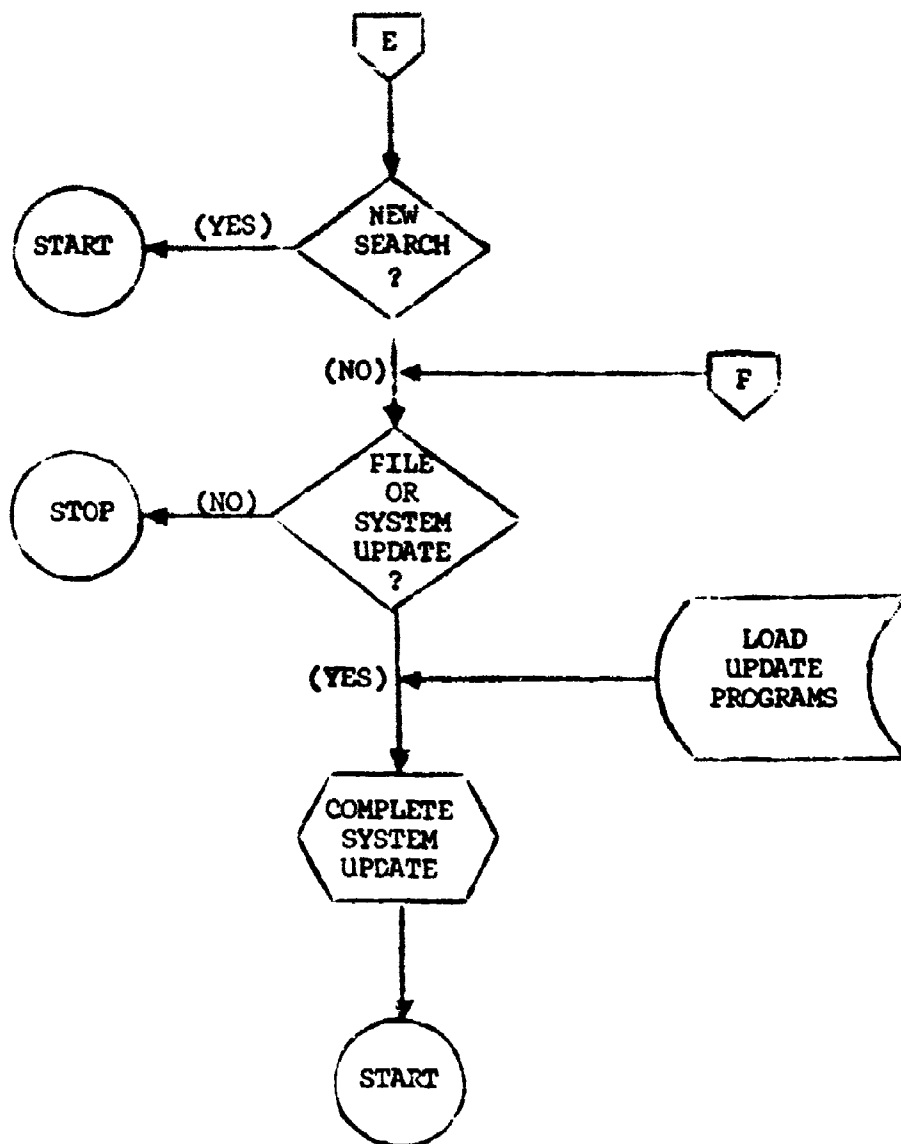 E
NEW
SEARCH
?
(YES)
START
(NO)
F
FILE
OR
SYSTEM
UPDATE
?
(NO)
STOP
(YES)
LOAD
UPDATE
PROGRAMS
COMPLETE
SYSTEM
UPDATE
START